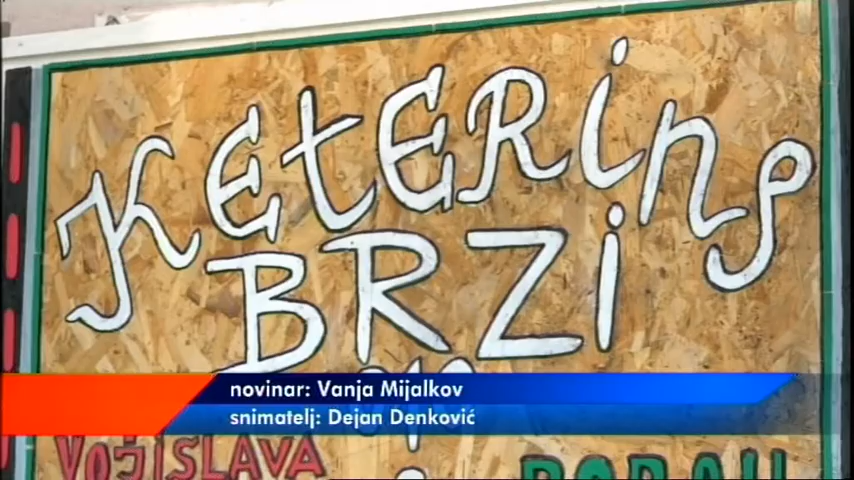 Ketering
BRZi
novinar: Vanja Mijalkov
snimatelj: Dejan Denković
VOJISLAVA